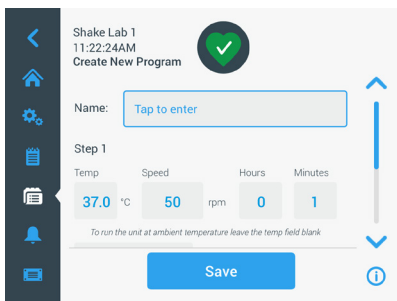 Shake Lab 1
11:22:24AM
Create New Program
Name: Tap to enter
Step 1
Temp Speed Hours Minutes
37.0 °C 50 rpm 0 1
To run the unit at ambient temperature leave the temp field blank
Save